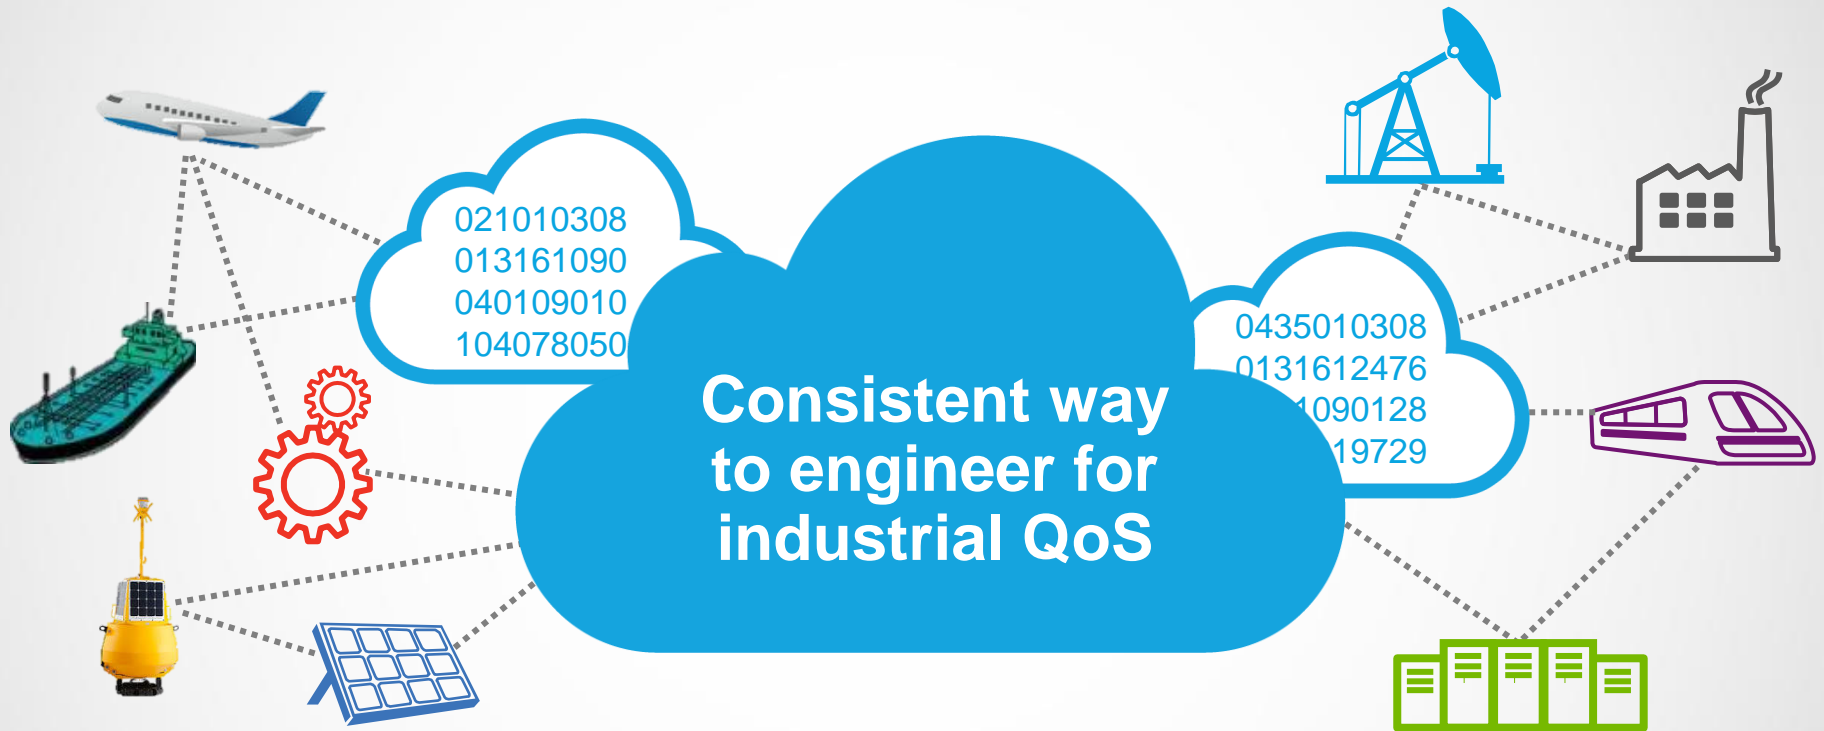 021010308
013161090
040109010
104078050
Consistent way
to engineer for
industrial QoS
0435010308
0131612476
1090128
19729